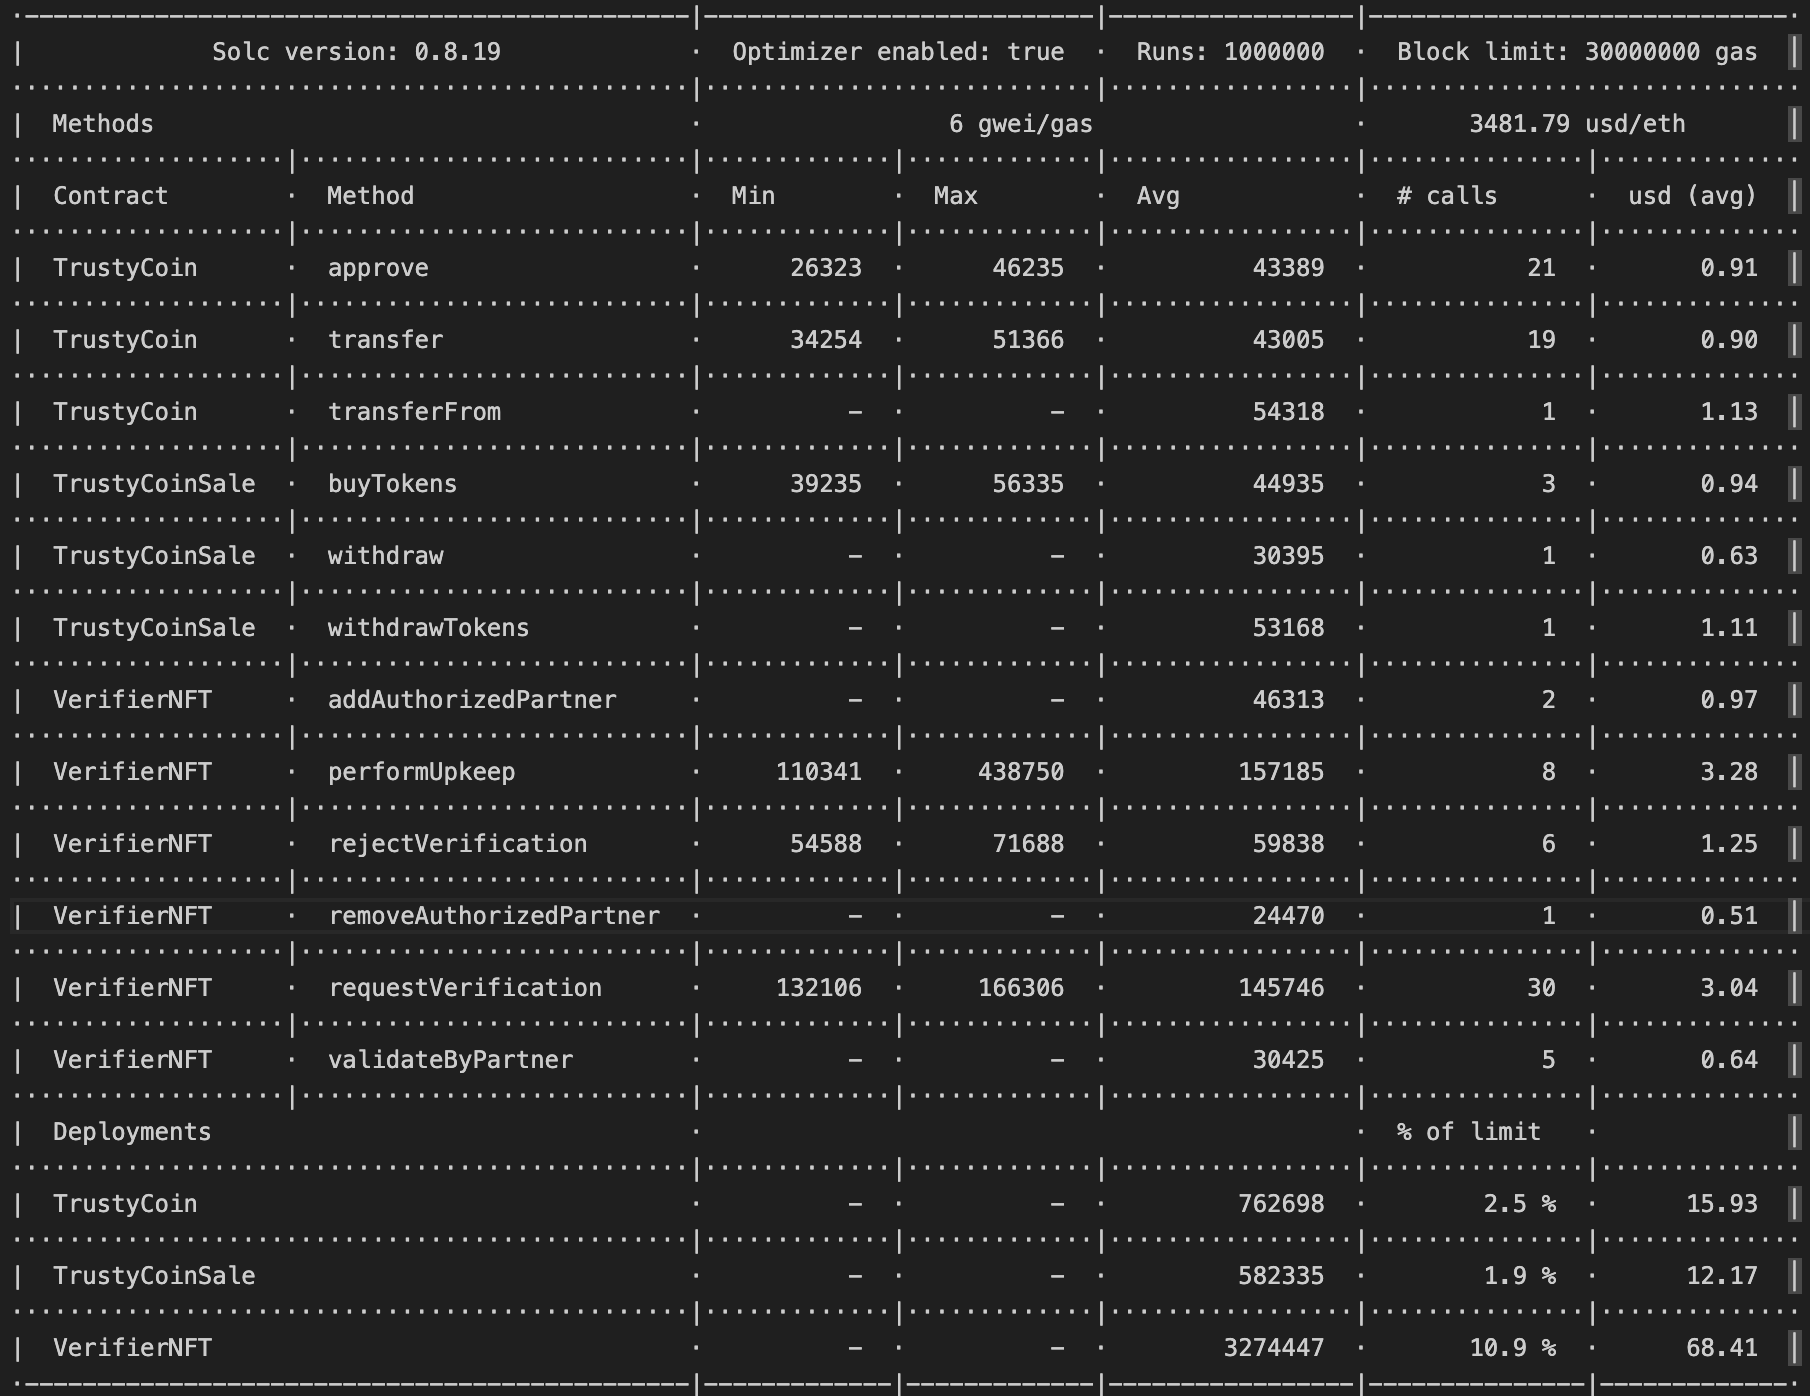 Solc version: 0.8.19 · Optimizer enabled: true · Runs: 1000000 · Block limit: 30000000 gas
Methods · 6 gwei/gas · 3481.79 usd/eth
Contract · Method · Min · Max · Avg · # calls · usd (avg)
TrustyCoin · approve · 26323 · 46235 · 43389 · 21 · 0.91
TrustyCoin · transfer · 34254 · 51366 · 43005 · 19 · 0.90
TrustyCoin · transferFrom · - · - · 54318 · 1 · 1.13
TrustyCoinSale · buyTokens · 39235 · 56335 · 44935 · 3 · 0.94
TrustyCoinSale · withdraw · - · - · 30395 · 1 · 0.63
TrustyCoinSale · withdrawTokens · - · - · 53168 · 1 · 1.11
VerifierNFT · addAuthorizedPartner · - · - · 46313 · 2 · 0.97
VerifierNFT · performUpkeep · 110341 · 438750 · 157185 · 8 · 3.28
VerifierNFT · rejectVerification · 54588 · 71688 · 59838 · 6 · 1.25
VerifierNFT · removeAuthorizedPartner · - · - · 24470 · 1 · 0.51
VerifierNFT · requestVerification · 132106 · 166306 · 145746 · 30 · 3.04
VerifierNFT · validateByPartner · - · - · 30425 · 5 · 0.64
Deployments · · % of limit ·
TrustyCoin · - · - · 762698 · 2.5 % · 15.93
TrustyCoinSale · - · - · 582335 · 1.9 % · 12.17
VerifierNFT · - · - · 3274447 · 10.9 % · 68.41